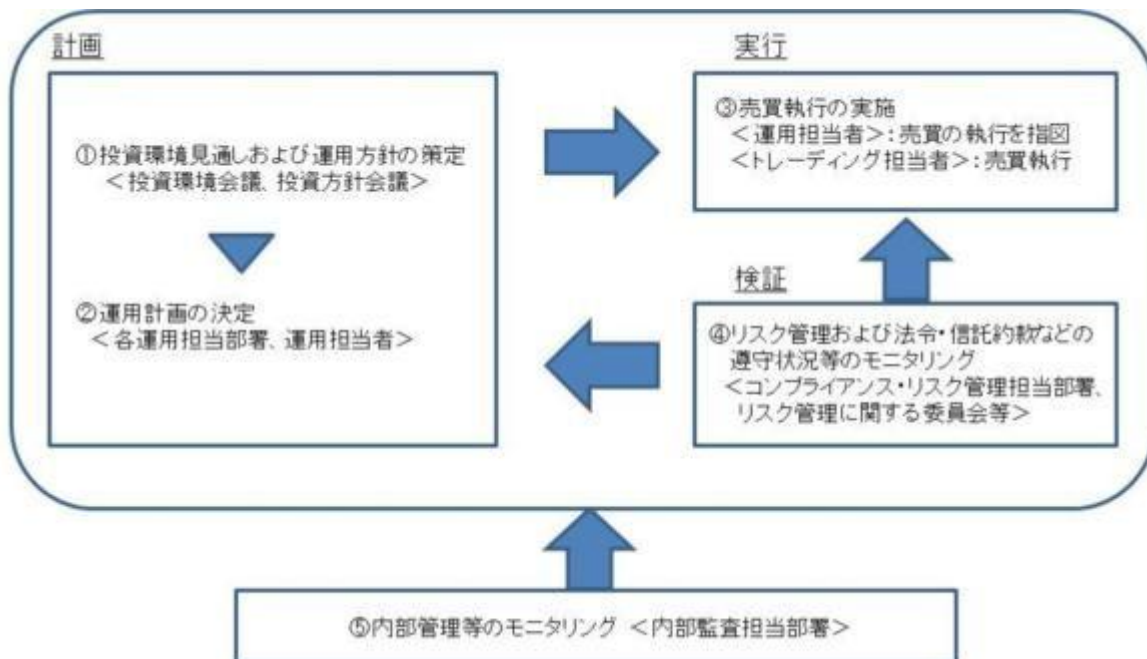 計画
①投資環境見通しおよび運用方針の策定
＜投資環境会議、投資方針会議＞
②運用計画の決定
＜各運用担当部署、運用担当者＞
実行
③売買執行の実施
＜運用担当者＞：売買の執行を指図
＜トレーディング担当者＞：売買執行
検証
④リスク管理および法令・信託約款などの
遵守状況等のモニタリング
＜コンプライアンス・リスク管理担当部署、
リスク管理に関する委員会等＞
⑤内部管理等のモニタリング ＜内部監査担当部署＞